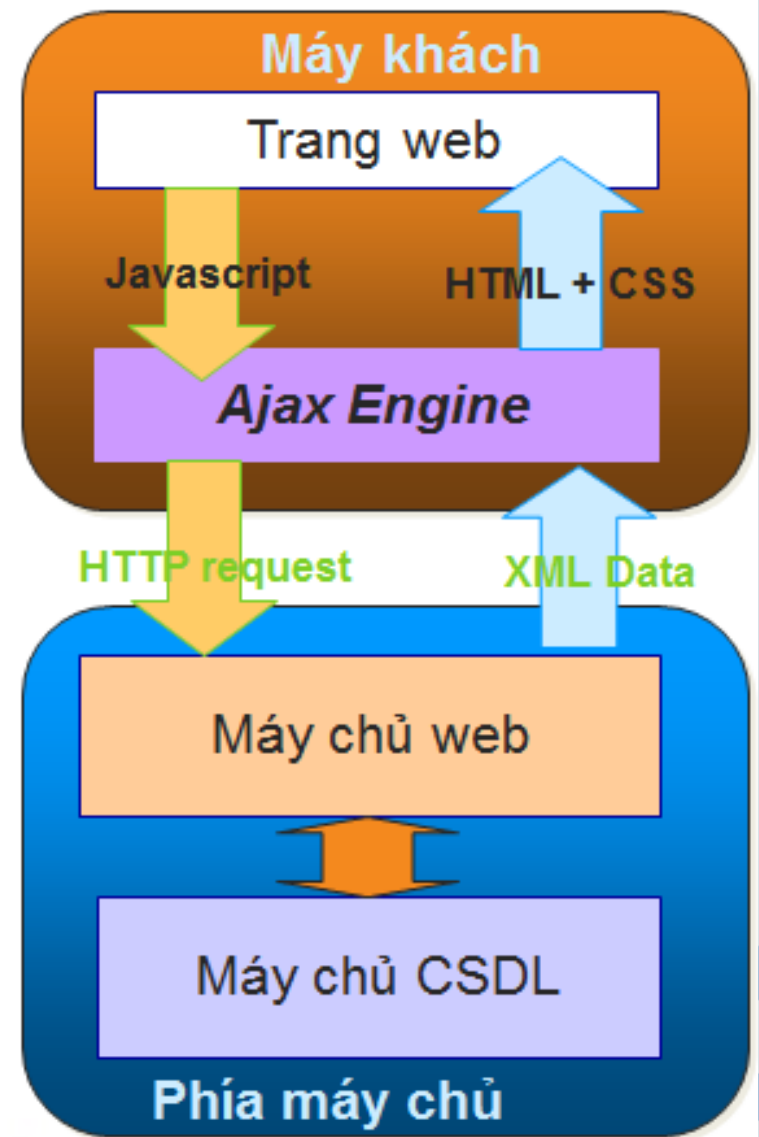 Máy khách
Trang web
Javascript
HTML + CSS
Ajax Engine
HTTP request
XML Data
Máy chủ web
Máy chủ CSDL
Phía máy chủ